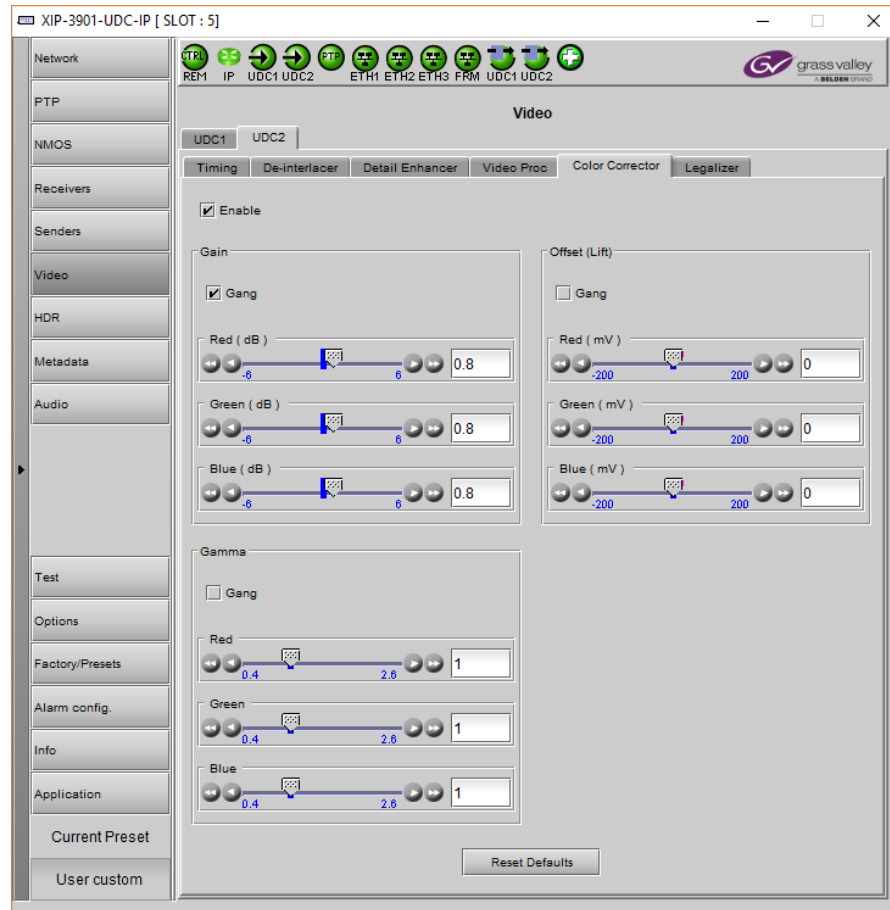 XIP-3901-UDC-IP [ SLOT : 5]
Network
PTP
NMOS
Receivers
Senders
Video
HDR
Metadata
Audio
Test
Options
Factory/Presets
Alarm config.
Info
Application
Current Preset
User custom
CTRL PTP
REM IP UDC1 UDC2 ETH1 ETH2 ETH3 FRM UDC1 UDC2
GV grass valley
A BELDEN BRAND
Video
UDC1 UDC2
Timing De-interlacer Detail Enhancer Video Proc Color Corrector Legalizer
Enable
Gain
Gang
Red ( dB )
-6 6 0.8
Green ( dB )
-6 6 0.8
Blue ( dB )
-6 6 0.8
Offset (Lift)
Gang
Red ( mV )
-200 200 0
Green ( mV )
-200 200 0
Blue ( mV )
-200 200 0
Gamma
Gang
Red
0.4 2.6 1
Green
0.4 2.6 1
Blue
0.4 2.6 1
Reset Defaults